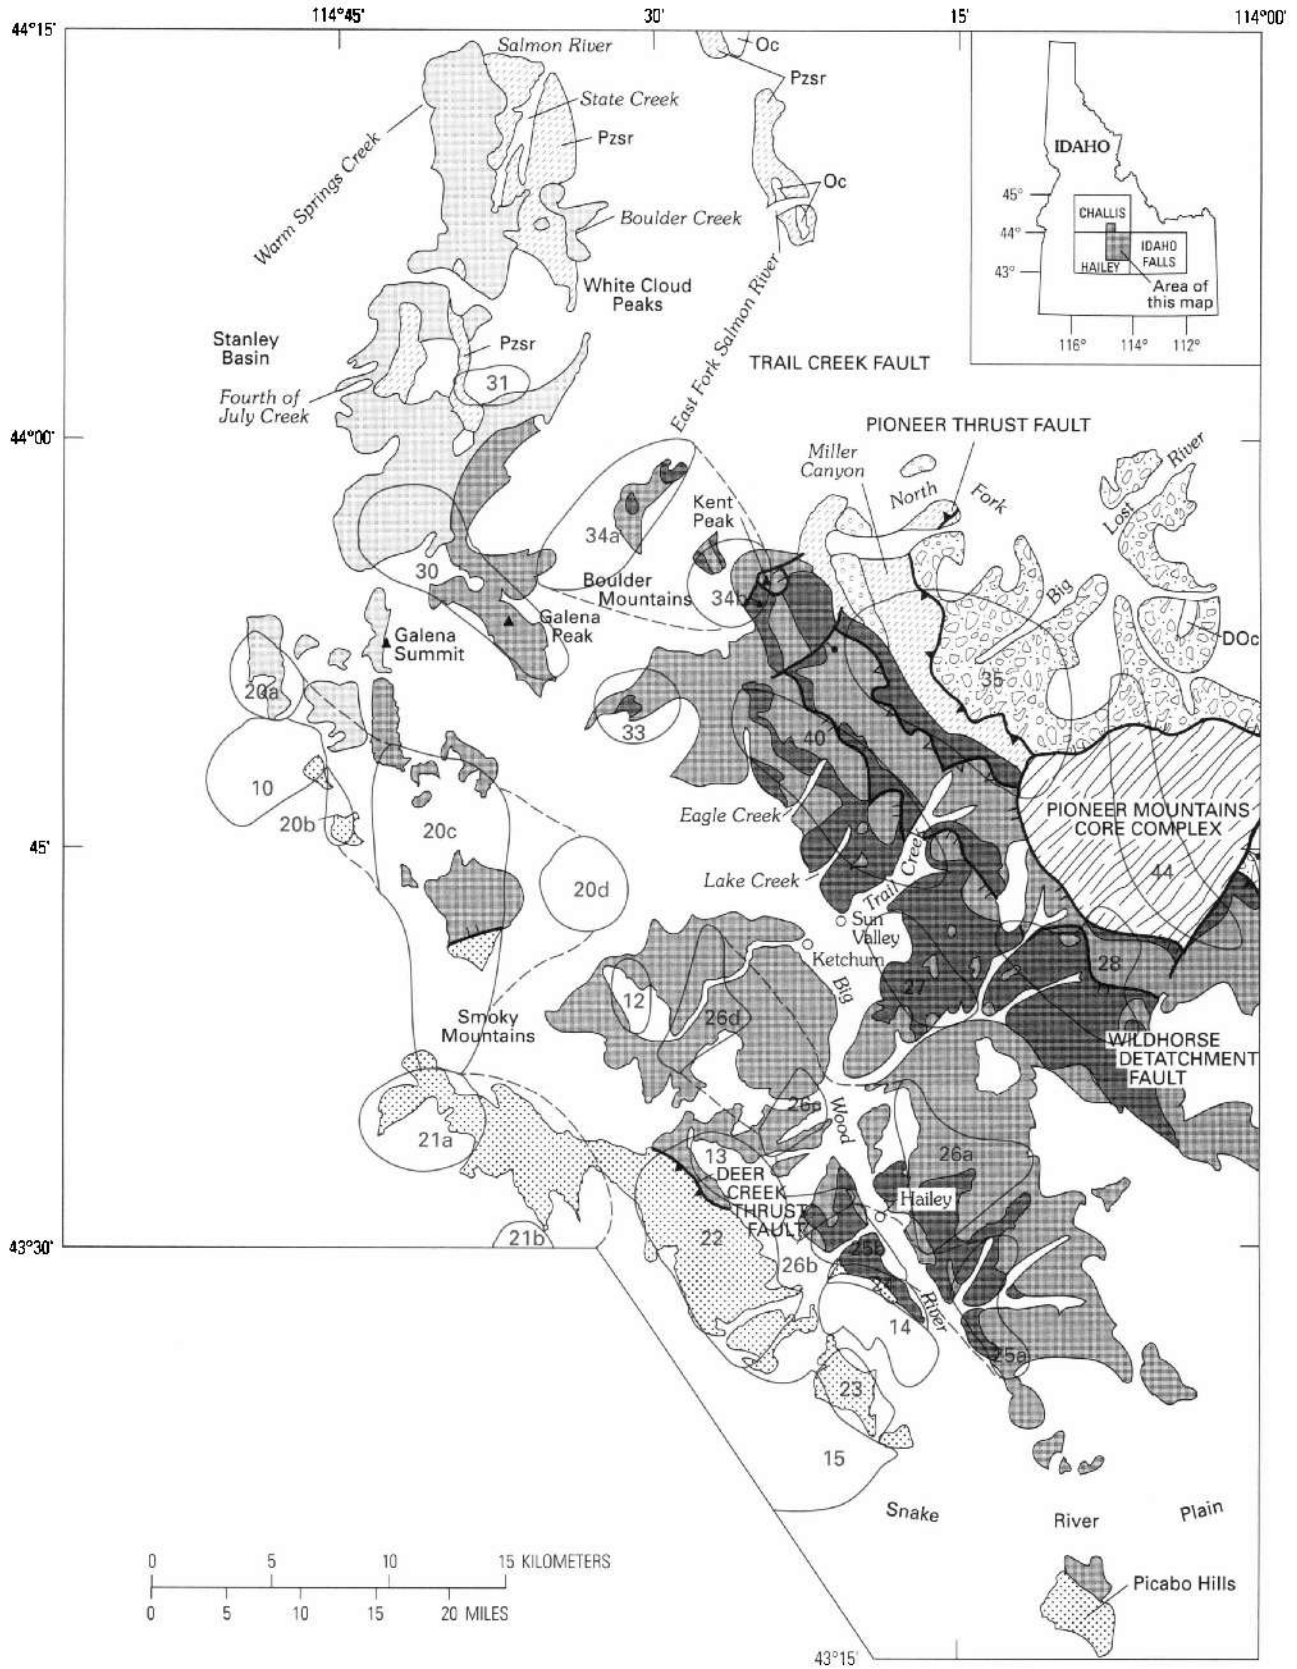 114°45'
30'
15'
114°00'
44°15'
Salmon River
Oc
Pzsr
State Creek
Pzsr
Warm Springs Creek
Oc
Boulder Creek
White Cloud
Peaks
East Fork Salmon River
IDAHO
45°
CHALLIS
44°
IDAHO
FALLS
HAILEY
43°
Area of
this map
116°
114°
112°
Stanley
Basin
Pzsr
TRAIL CREEK FAULT
31
Fourth of
July Creek
44°00'
PIONEER THRUST FAULT
Miller
Canyon
North
Fork
River
Lost
Kent
Peak
34a
30
Boulder
Mountains
34b
Big
Galena
Peak
Galena
Summit
DOc
35
20a
33
40
10
20b
20c
Eagle Creek
PIONEER MOUNTAINS
CORE COMPLEX
45'
44
Lake Creek
20d
Trail Creek
Sun
Valley
Ketchum
28
12
Big
27
26d
Smoky
Mountains
WILDHORSE
DETATCHMENT
FAULT
Wood
21a
13
26a
DEER
CREEK
THRUST
FAULT
Hailey
43°30'
21b
22
25b
26b
River
14
25a
23
15
Snake
River
Plain
0
5
10
15 KILOMETERS
0
5
10
15
20 MILES
Picabo Hills
43°15'